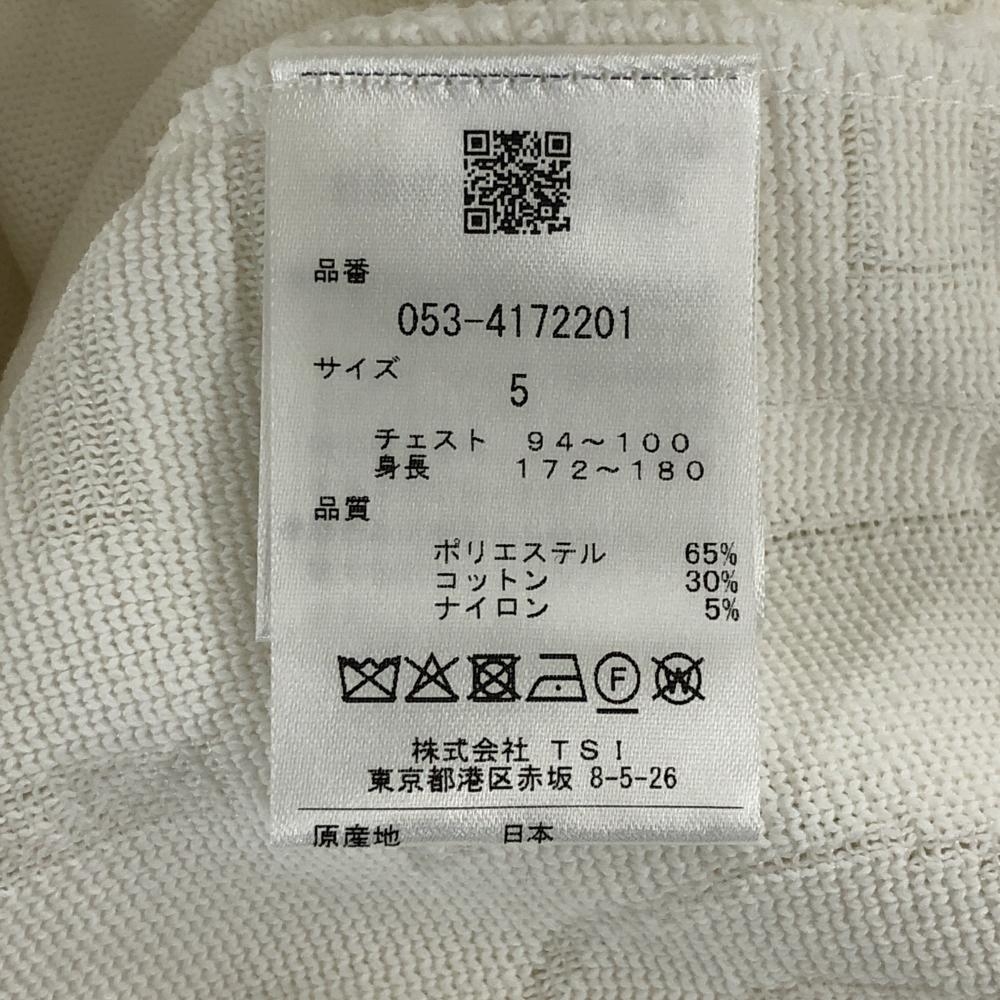 品番
053-4172201
サイズ
5
チェスト 94～100
身長 172～180
品質
ポリエステル 65%
コットン 30%
ナイロン 5%
F W
株式会社 TSI
東京都港区赤坂 8-5-26
原産地 日本